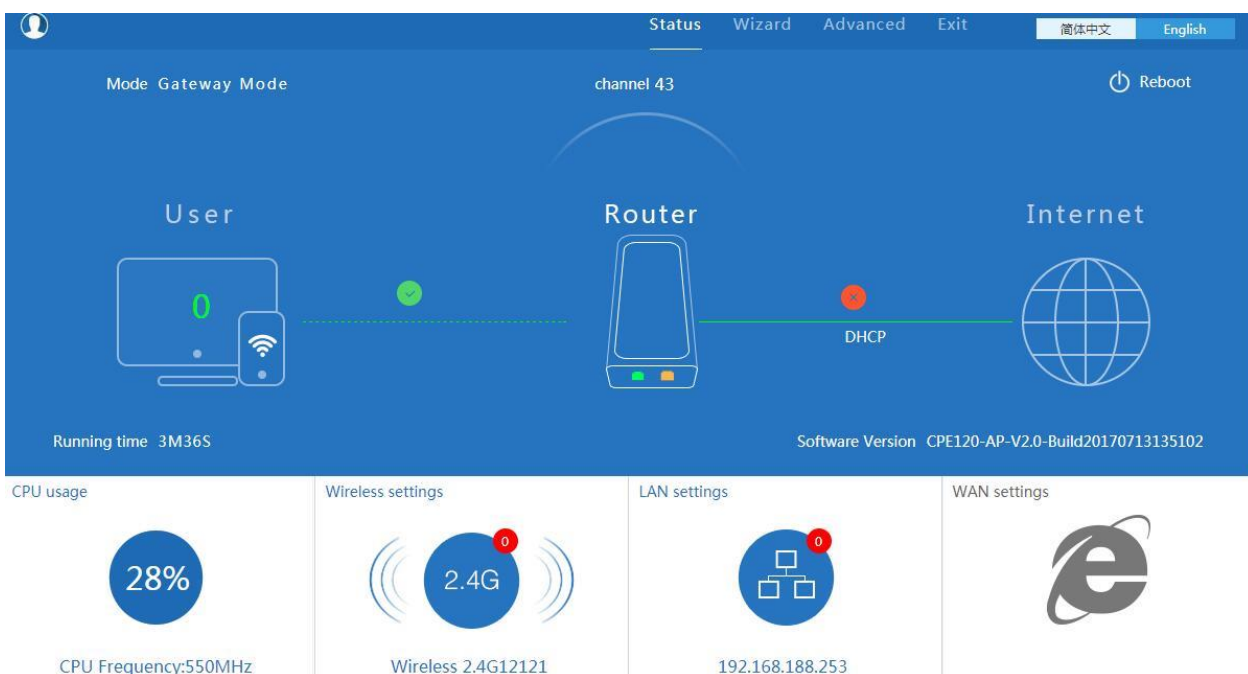 Status Wizard Advanced Exit 简体中文 English
Mode Gateway Mode channel 43 Reboot
User Router Internet
0
DHCP
Running time 3M36S Software Version CPE120-AP-V2.0-Build20170713135102
CPU usage Wireless settings LAN settings WAN settings
0 0
28% 2.4G
CPU Frequency:550MHz Wireless 2.4G12121 192.168.188.253